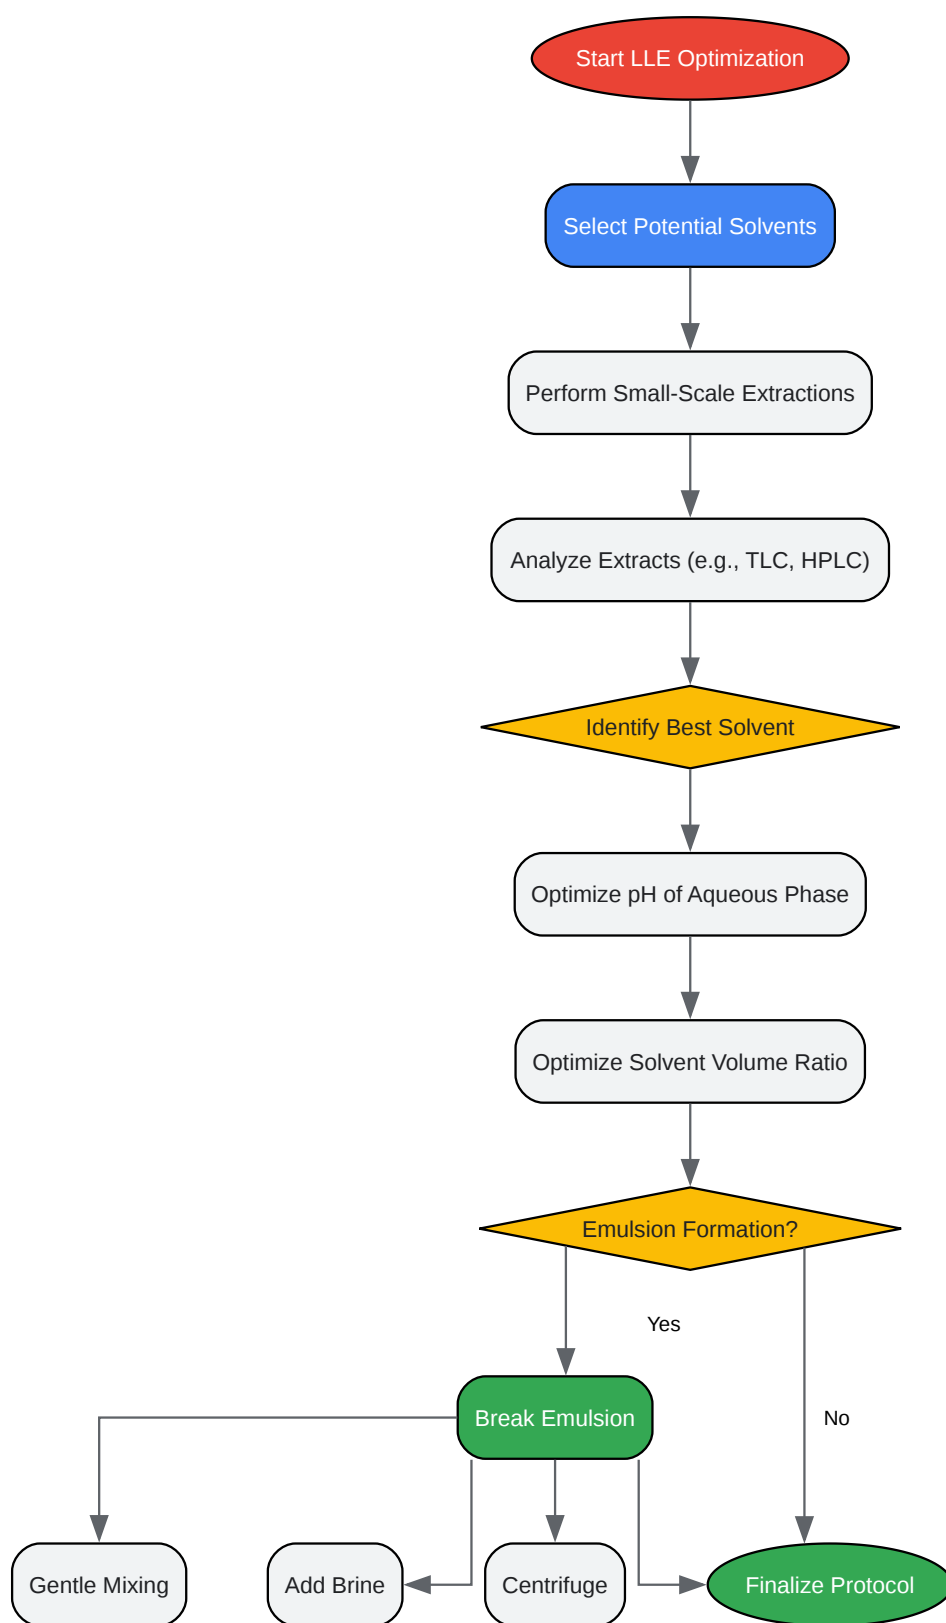 Start LLE Optimization
Select Potential Solvents
Perform Small-Scale Extractions
Analyze Extracts (e.g., TLC, HPLC)
Identify Best Solvent
Optimize pH of Aqueous Phase
Optimize Solvent Volume Ratio
Emulsion Formation?
Yes
Break Emulsion
No
Gentle Mixing
Add Brine
Centrifuge
Finalize Protocol